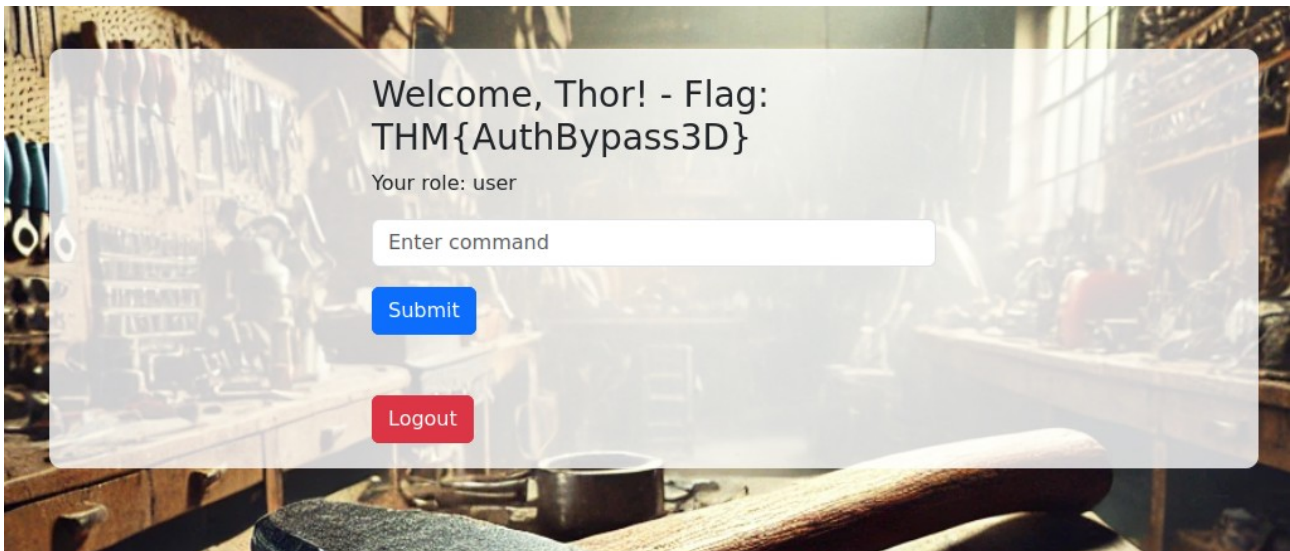 Welcome, Thor! - Flag:
THM{AuthBypass3D}
Your role: user
Enter command
Submit
Logout